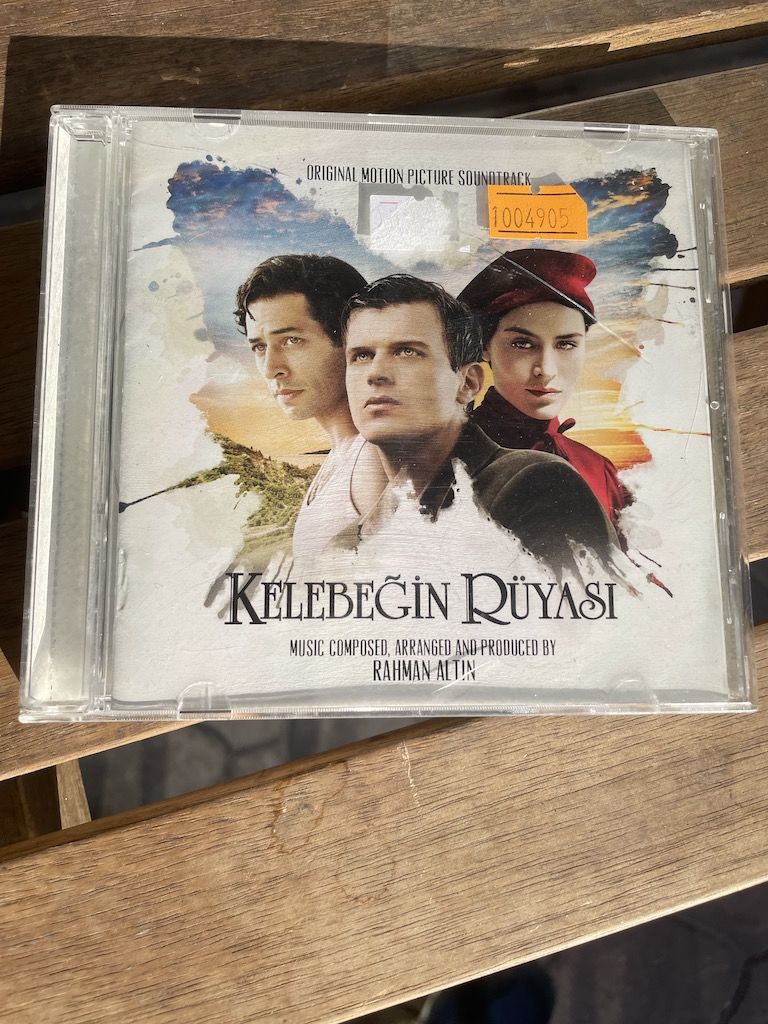 ORIGINAL MOTION PICTURE SOUNDTRACK
1004905
KELEBEĞİN RÜYASI
MUSIC COMPOSED, ARRANGED AND PRODUCED BY
RAHMAN ALTIN